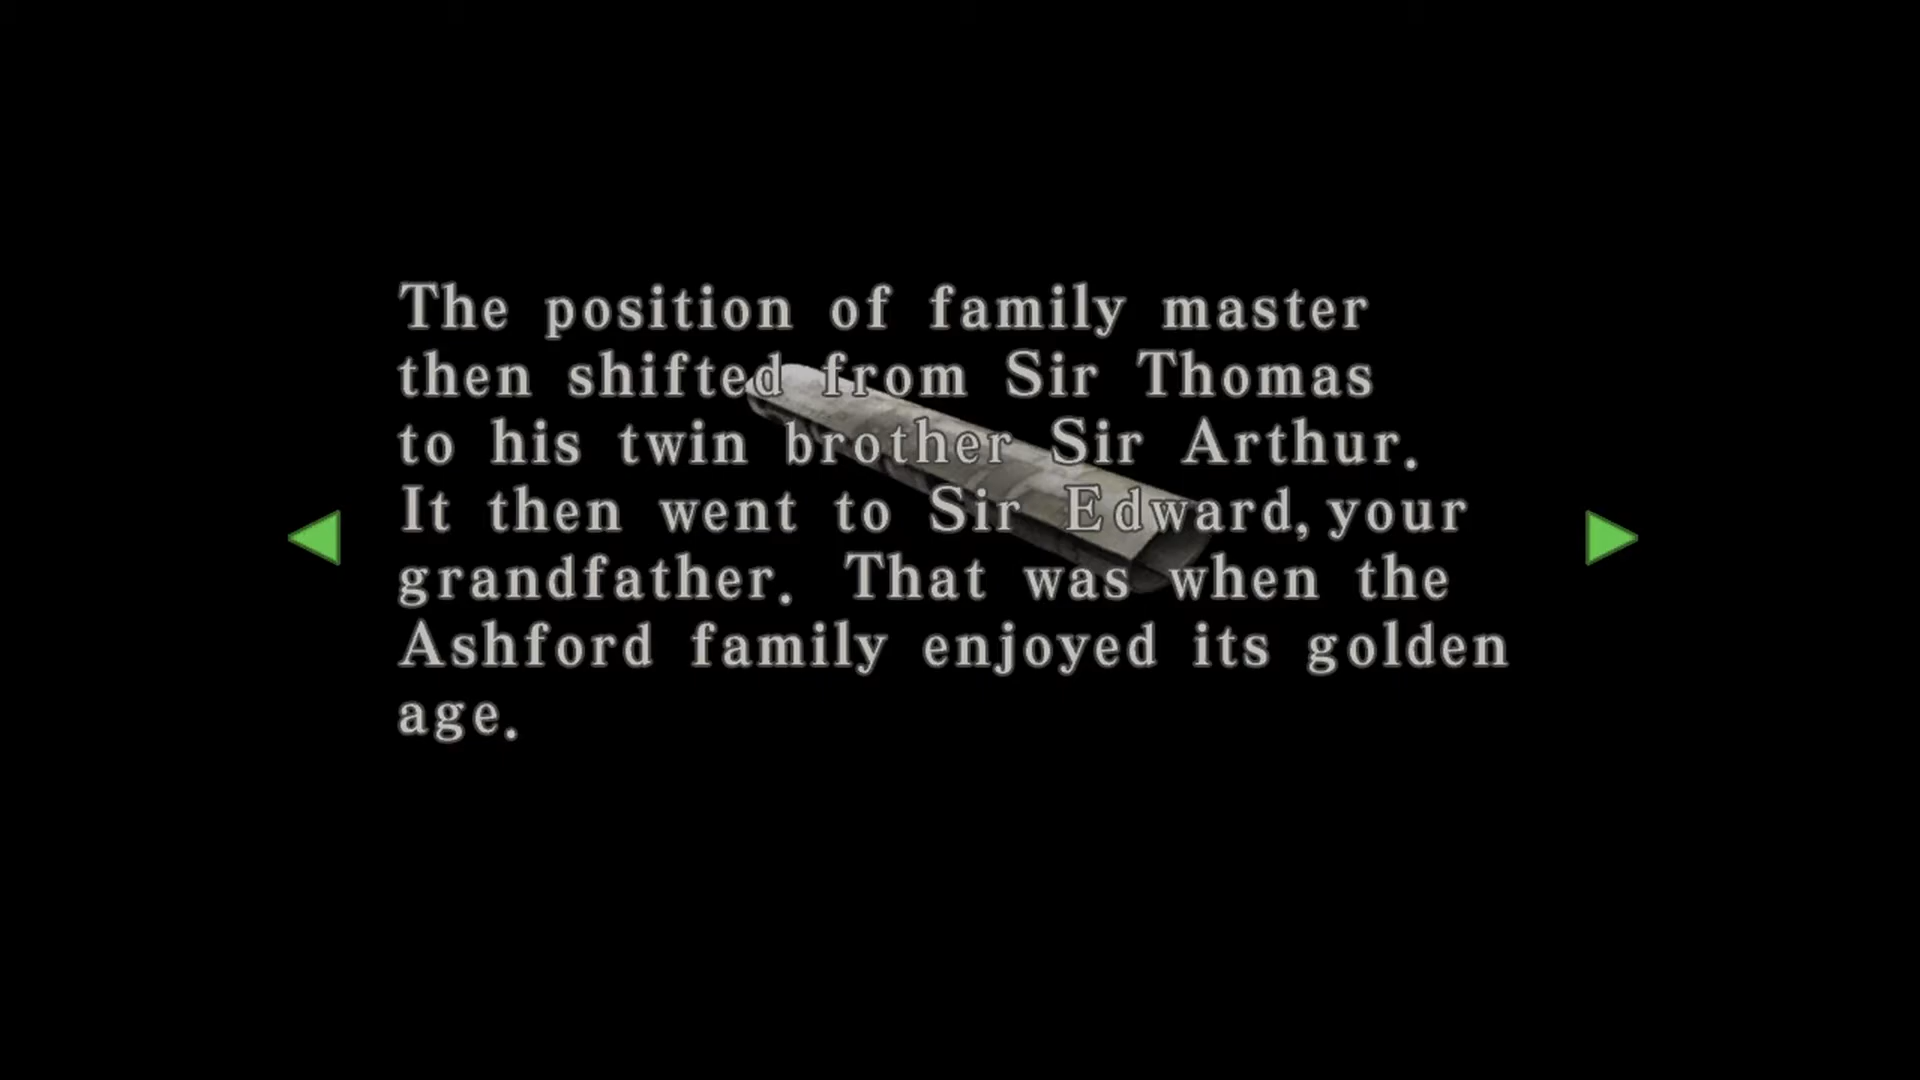 The position of family master
then shifted from Sir Thomas
to his twin brother Sir Arthur.
It then went to Sir Edward, your
grandfather. That was when the
Ashford family enjoyed its golden
age.